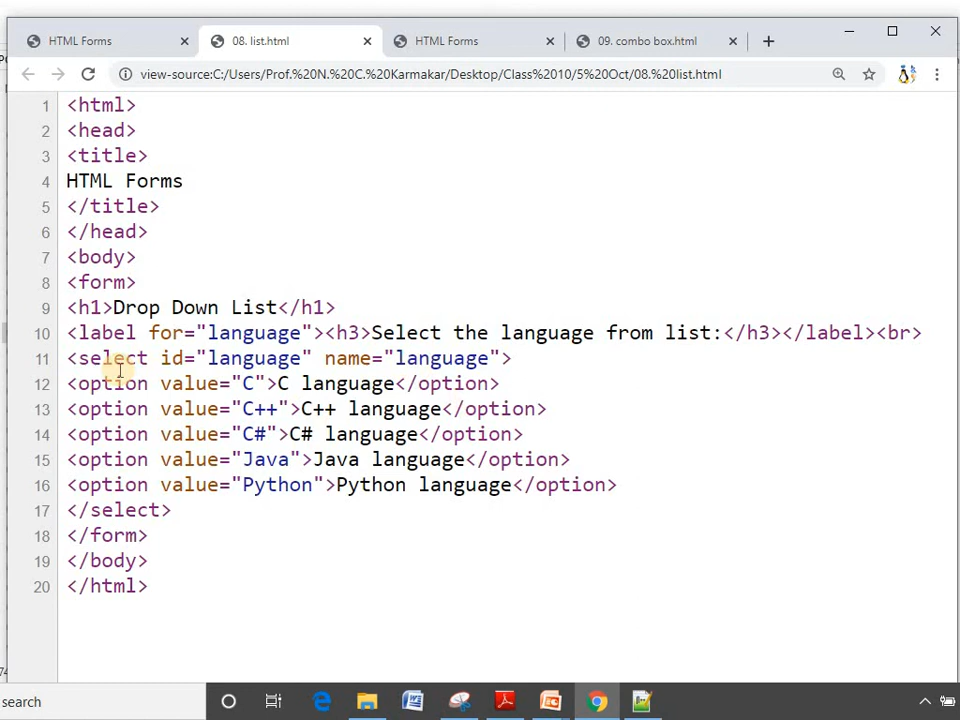 HTML Forms
08. list.html
HTML Forms
09. combo box.html
view-source:C:/Users/Prof.%20N.%20C.%20Karmakar/Desktop/Class%2010/5%20Oct/08.%20list.html
1 <html>
2 <head>
3 <title>
4 HTML Forms
5 </title>
6 </head>
7 <body>
8 <form>
9 <h1>Drop Down List</h1>
10 <label for="language"><h3>Select the language from list:</h3></label><br>
11 <select id="language" name="language">
12 <option value="C">C language</option>
13 <option value="C++">C++ language</option>
14 <option value="C#">C# language</option>
15 <option value="Java">Java language</option>
16 <option value="Python">Python language</option>
17 </select>
18 </form>
19 </body>
20 </html>
search